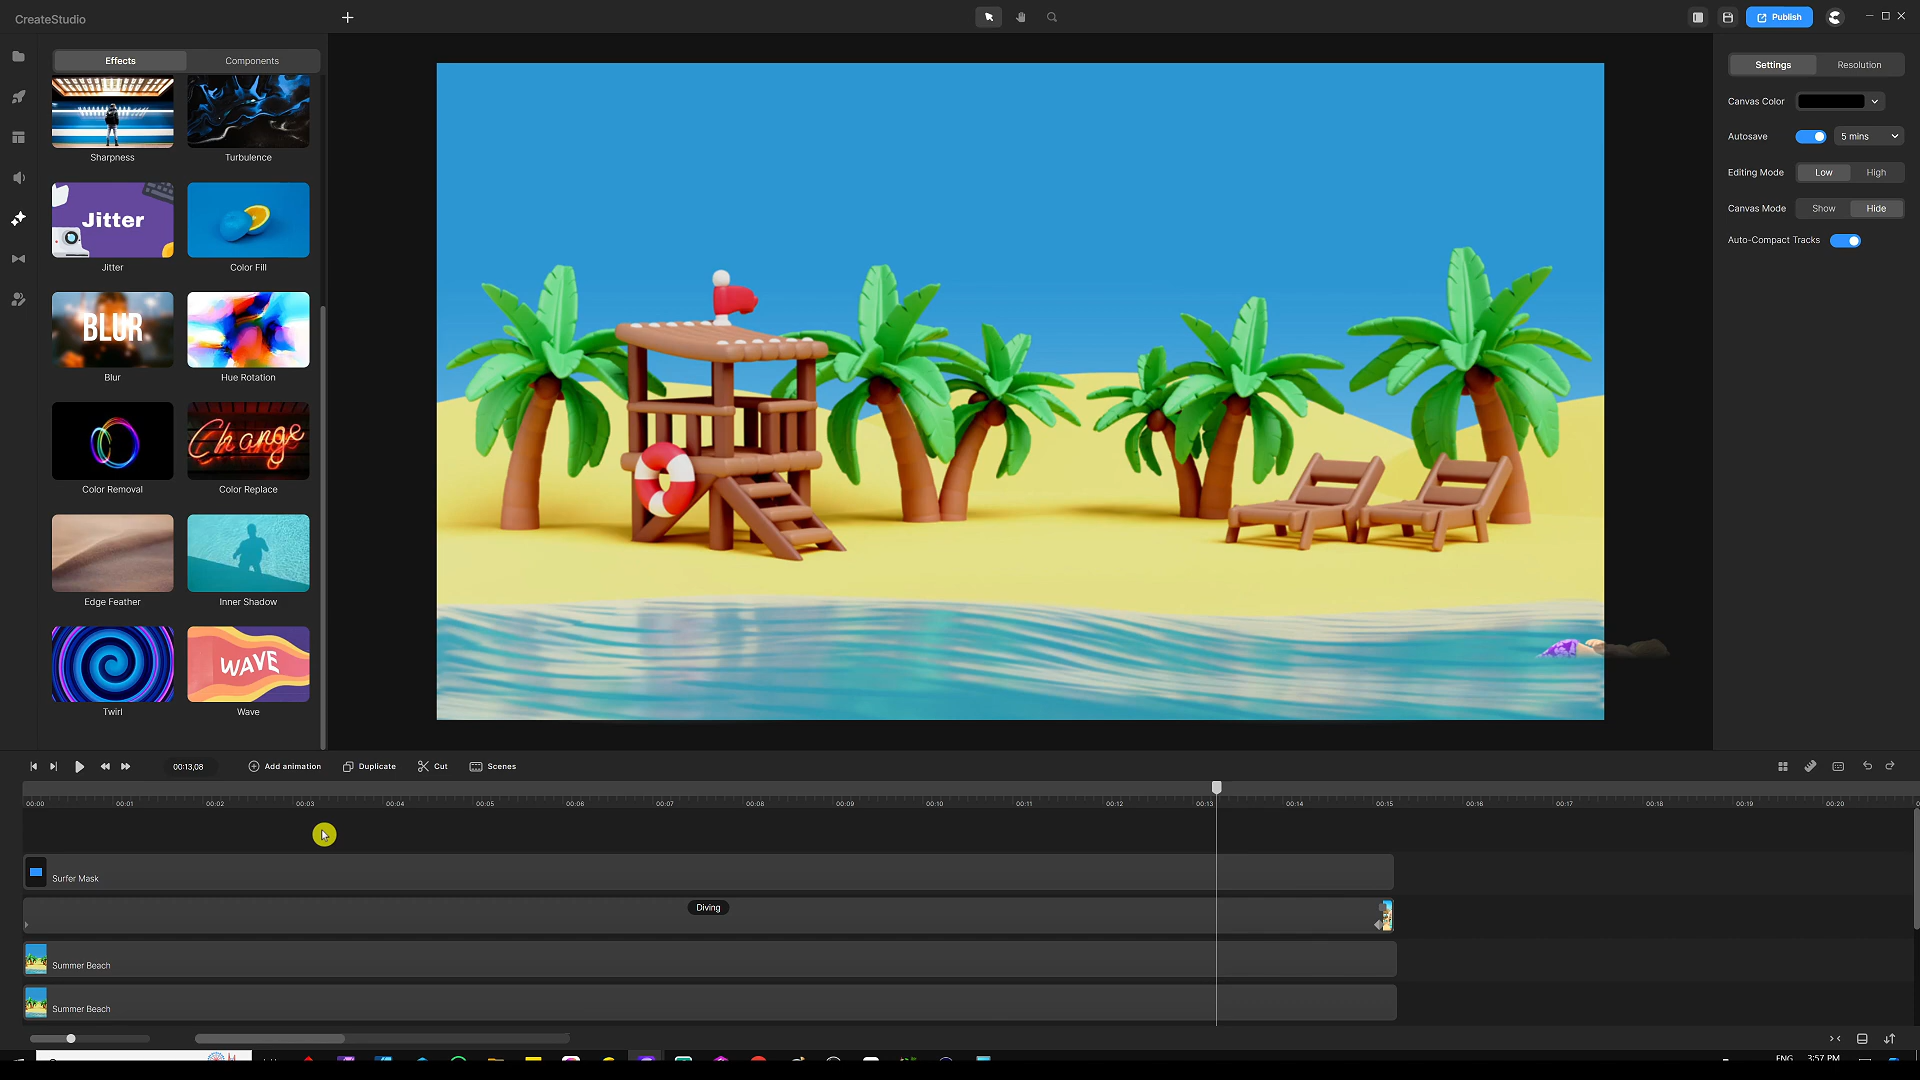 CreateStudio
Publish
Effects
Components
Settings
Resolution
Canvas Color
Autosave
5 mins
Editing Mode
Low
High
Canvas Mode
Show
Hide
Auto-Compact Tracks
Sharpness
Turbulence
Jitter
Jitter
Color Fill
BLUR
Blur
Hue Rotation
Change
Color Removal
Color Replace
Edge Feather
Inner Shadow
WAVE
Twirl
Wave
00:13,08
Add animation
Duplicate
Cut
Scenes
00:00 00:01 00:02 00:03 00:04 00:05 00:06 00:07 00:08 00:09 00:10 00:11 00:12 00:13 00:14 00:15 00:16 00:17 00:18 00:19 00:20
Surfer Mask
Diving
Summer Beach
Summer Beach
ENG
3:57 PM